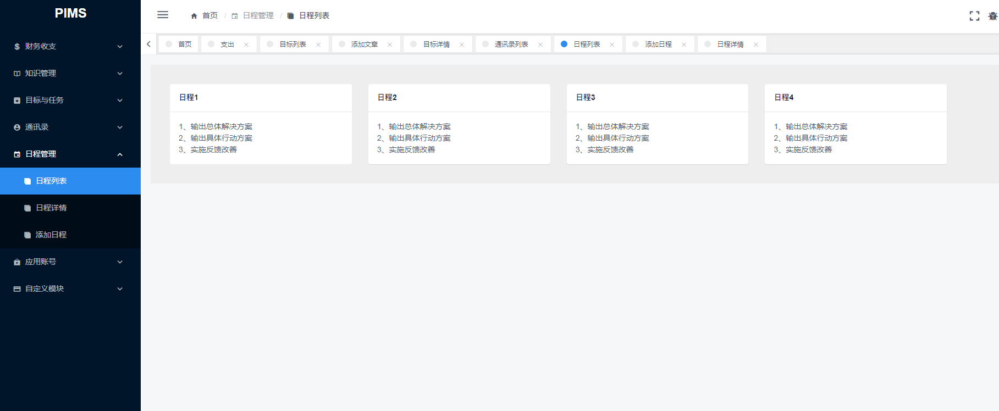 PIMS
财务收支
知识管理
目标与任务
通讯录
日程管理
日程列表
日程详情
添加日程
应用账号
自定义模块
首页 / 日程管理 / 日程列表
首页 支出 目标列表 添加文章 目标详情 通讯录列表 日程列表 添加日程 日程详情
日程1
1、输出总体解决方案
2、输出具体行动方案
3、实施反馈改善
日程2
1、输出总体解决方案
2、输出具体行动方案
3、实施反馈改善
日程3
1、输出总体解决方案
2、输出具体行动方案
3、实施反馈改善
日程4
1、输出总体解决方案
2、输出具体行动方案
3、实施反馈改善